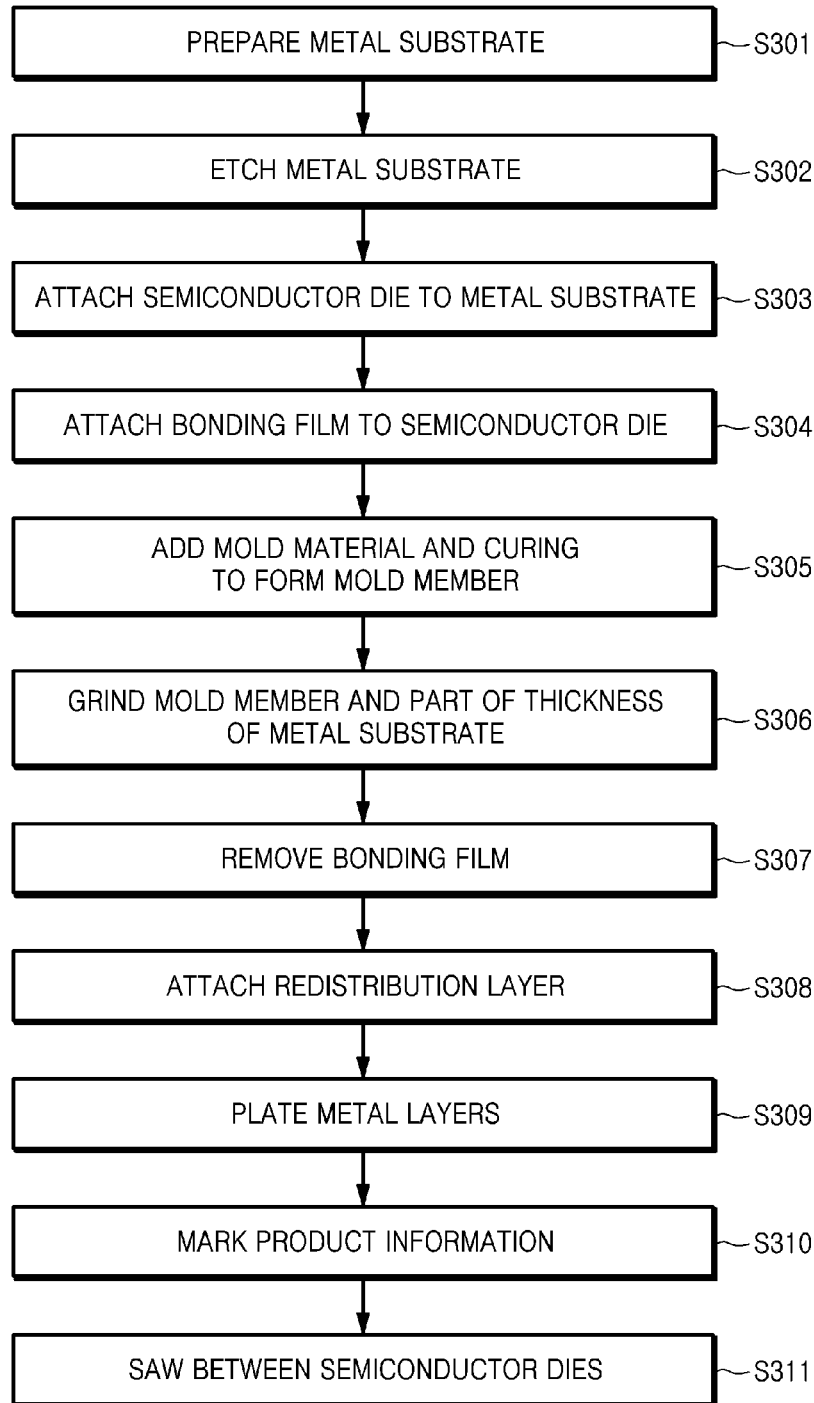 PREPARE METAL SUBSTRATE
S301
ETCH METAL SUBSTRATE
S302
ATTACH SEMICONDUCTOR DIE TO METAL SUBSTRATE
S303
ATTACH BONDING FILM TO SEMICONDUCTOR DIE
S304
ADD MOLD MATERIAL AND CURING
TO FORM MOLD MEMBER
S305
GRIND MOLD MEMBER AND PART OF THICKNESS
OF METAL SUBSTRATE
S306
REMOVE BONDING FILM
S307
ATTACH REDISTRIBUTION LAYER
S308
PLATE METAL LAYERS
S309
MARK PRODUCT INFORMATION
S310
SAW BETWEEN SEMICONDUCTOR DIES
S311